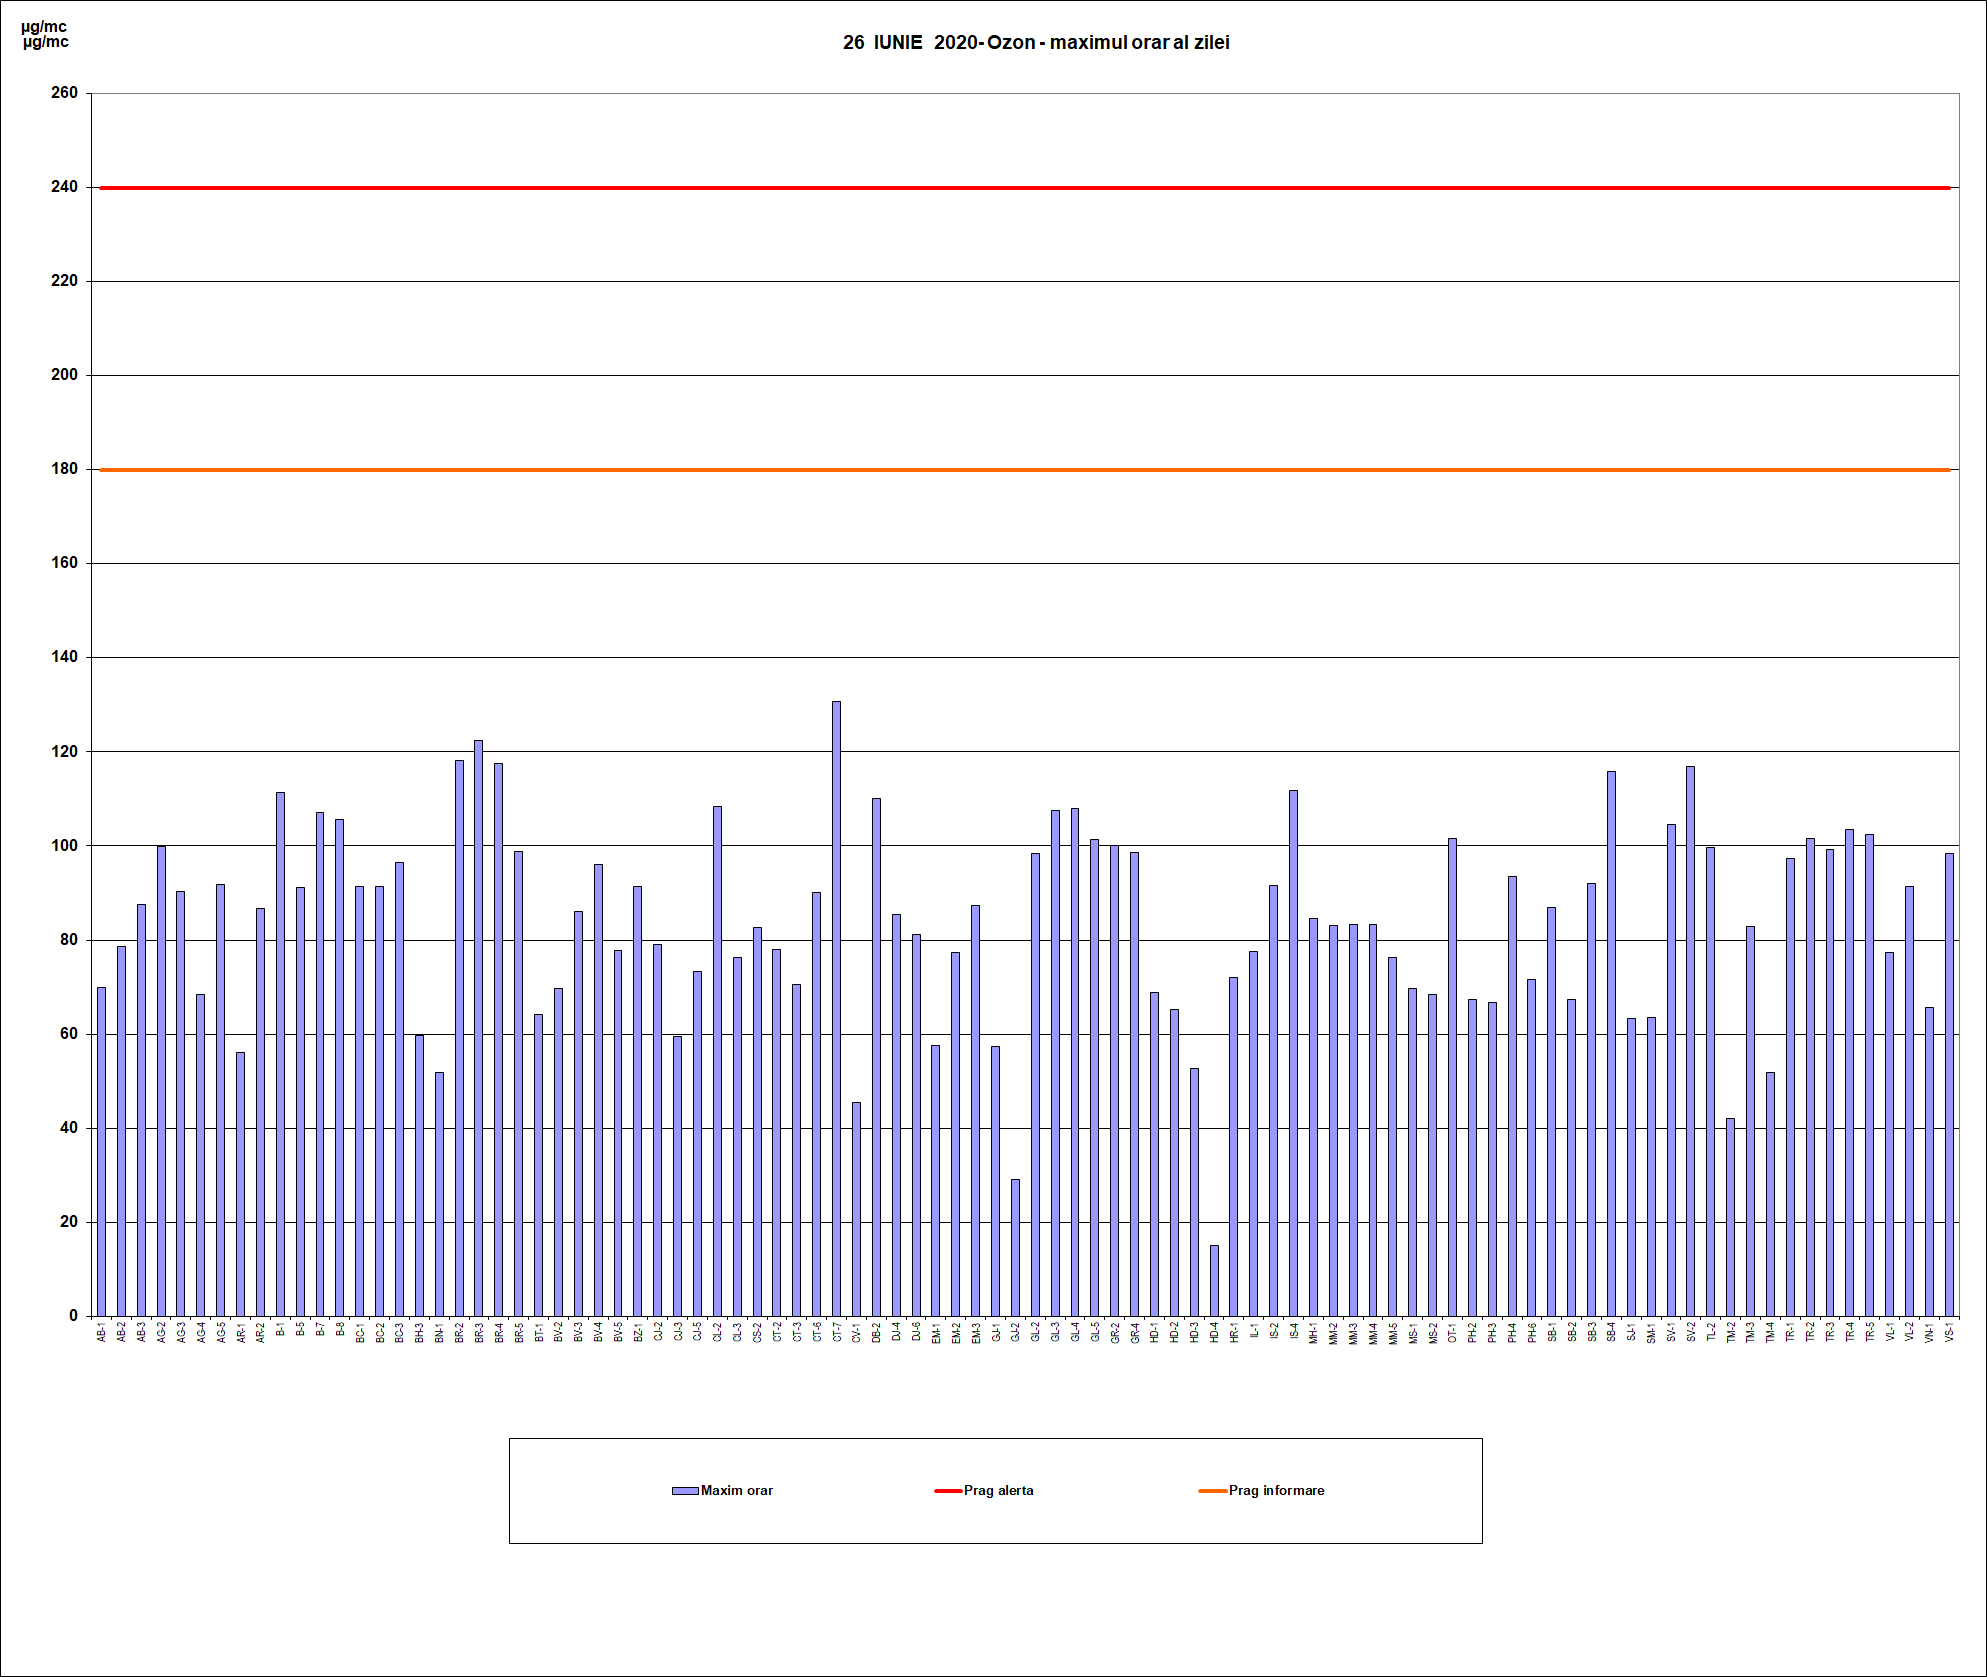 µg/mc
µg/mc
26 IUNIE 2020- Ozon - maximul orar al zilei
260
240
220
200
180
160
140
120
100
80
60
40
20
0
AB-1 AB-2 AB-3 AG-2 AG-3 AG-4 AG-5 AR-1 AR-2 B-1 B-5 B-7 B-8 BC-1 BC-2 BC-3 BH-3 BN-1 BR-2 BR-3 BR-4 BR-5 BT-1 BV-2 BV-3 BV-4 BV-5 BZ-1 CJ-2 CJ-3 CJ-5 CL-2 CL-3 CS-2 CT-2 CT-3 CT-6 CT-7 CV-1 DB-2 DJ-4 DJ-6 EM-1 EM-2 EM-3 GJ-1 GJ-2 GL-2 GL-3 GL-4 GL-5 GR-2 GR-4 HD-1 HD-2 HD-3 HD-4 HR-1 IL-1 IS-2 IS-4 MH-1 MM-2 MM-3 MM-4 MM-5 MS-1 MS-2 OT-1 PH-2 PH-3 PH-4 PH-6 SB-1 SB-2 SB-3 SB-4 SJ-1 SM-1 SV-1 SV-2 TL-2 TM-2 TM-3 TM-4 TR-1 TR-2 TR-3 TR-4 TR-5 VL-1 VL-2 VN-1 VS-1
Maxim orar Prag alerta Prag informare